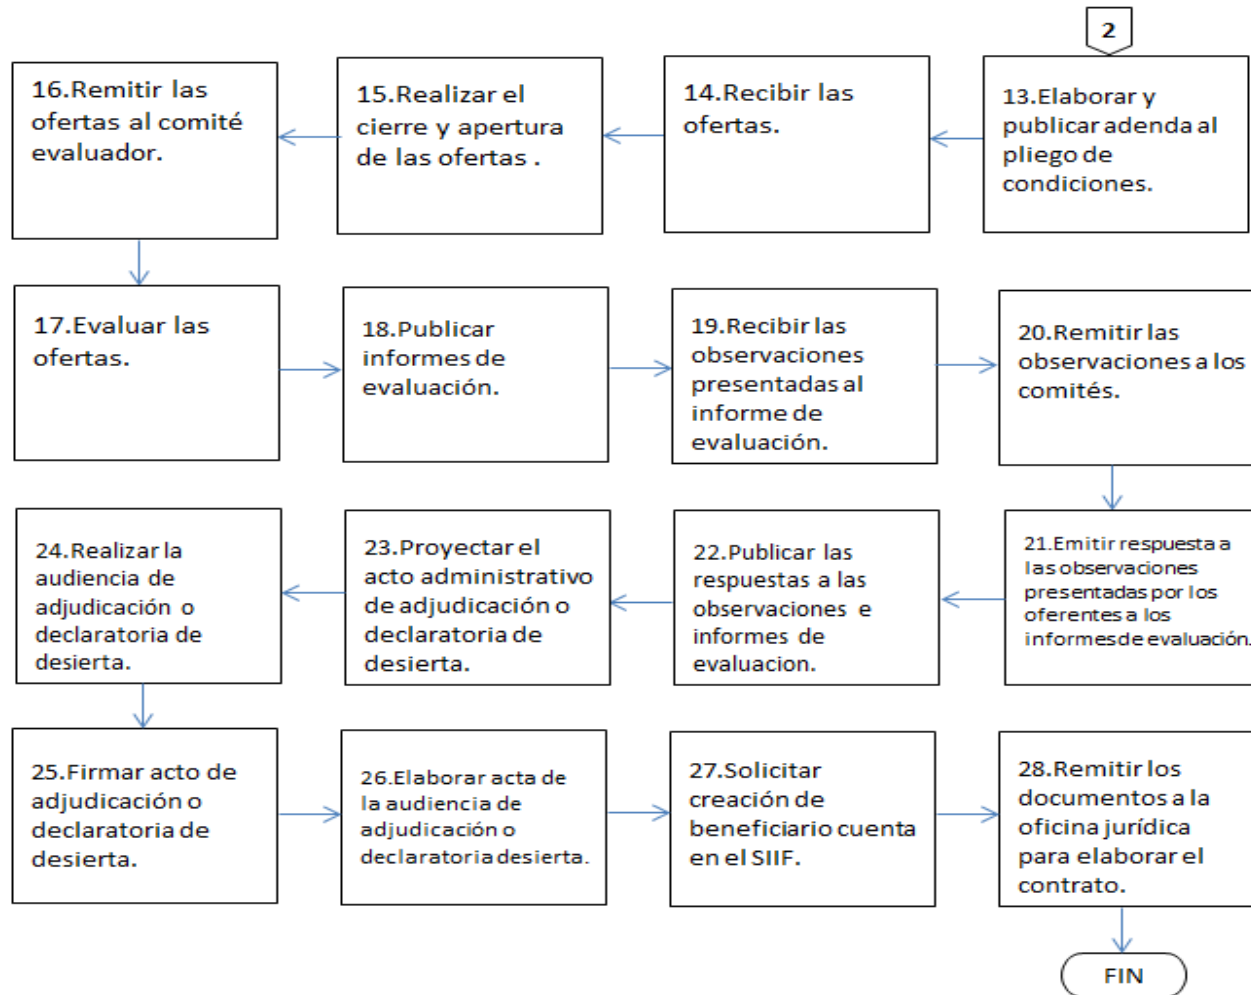 2
13.Elaborar y
publicar adenda al
pliego de
condiciones.
14.Recibir las
ofertas.
15.Realizar el
cierre y apertura
de las ofertas .
16.Remitir las
ofertas al comité
evaluador.
17.Evaluar las
ofertas.
18.Publicar
informes de
evaluación.
19.Recibir las
observaciones
presentadas al
informe de
evaluación.
20.Remitir las
observaciones a los
comités.
21.Emitir respuesta a
las observaciones
presentadas por los
oferentes a los
informes de evaluación.
22.Publicar las
respuestas a las
observaciones e
informes de
evaluacion.
23.Proyectar el
acto administrativo
de adjudicación o
declaratoria de
desierta.
24.Realizar la
audiencia de
adjudicación o
declaratoria de
desierta.
25.Firmar acto de
adjudicación o
declaratoria de
desierta.
26.Elaborar acta de
la audiencia de
adjudicación o
declaratoria desierta.
27.Solicitar
creación de
beneficiario cuenta
en el SIIF.
28.Remitir los
documentos a la
oficina jurídica
para elaborar el
contrato.
FIN